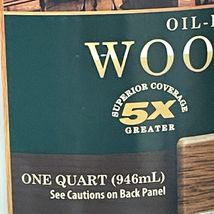 OIL-
WOO
SUPERIOR COVERAGE
5X
GREATER
ONE QUART (946mL)
See Cautions on Back Panel